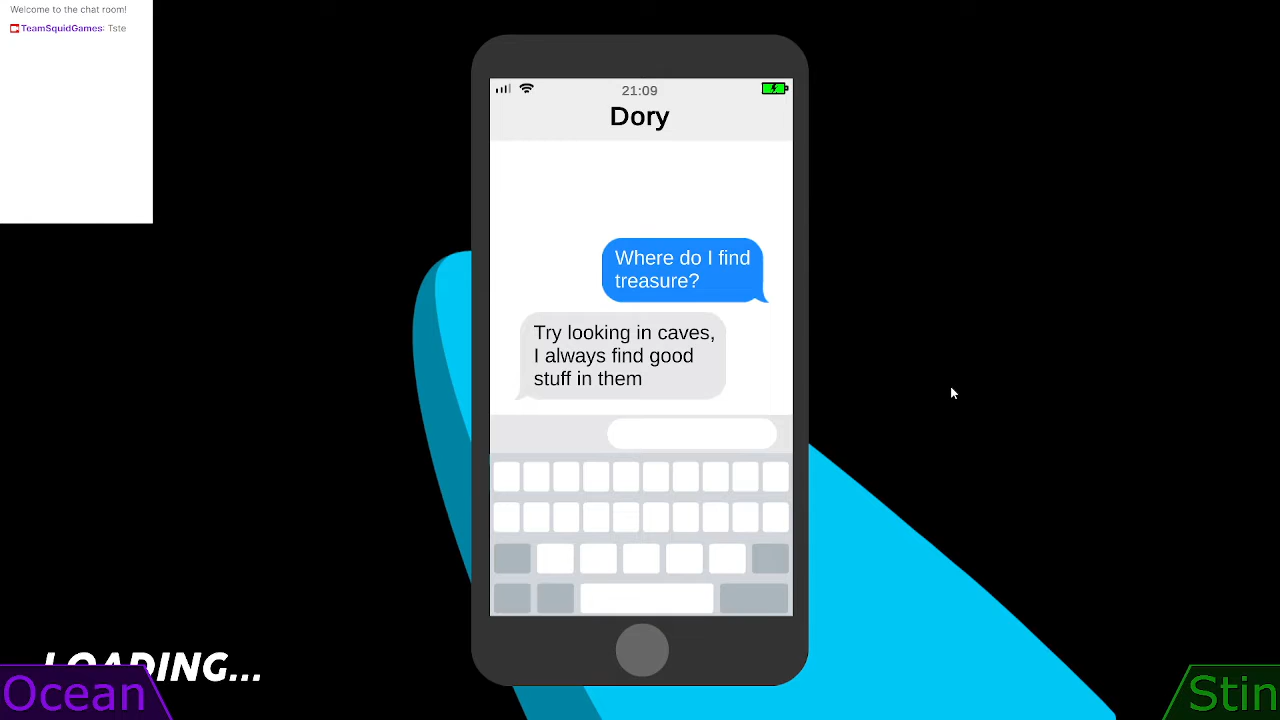 Welcome to the chat room!
TeamSquidGames: Tste
21:09
Dory
Where do I find
treasure?
Try looking in caves,
I always find good
stuff in them
LOADING...
Ocean
Stin